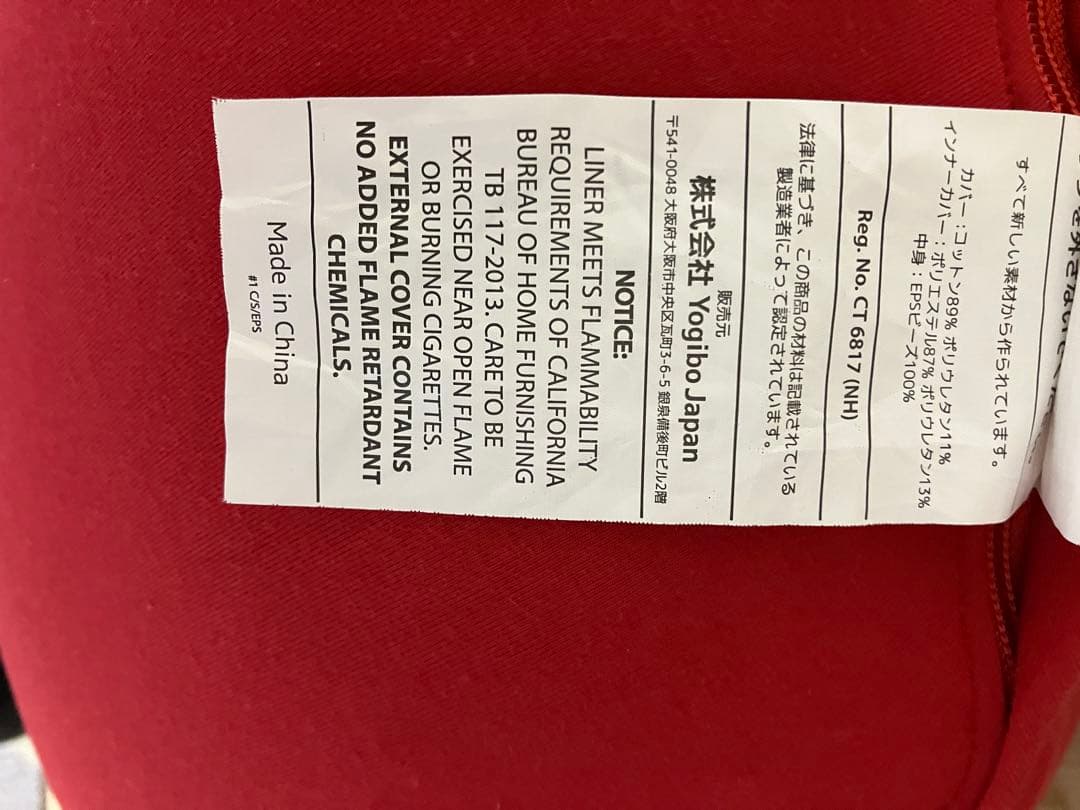 すべて新しい素材から作られています。
カバー：コットン89% ポリウレタン11%
インナーカバー：ポリエステル87% ポリウレタン13%
中身：EPSビーズ100%
Reg. No. CT 6817 (NH)
法律に基づき、この商品の材料は記載されている
製造業者によって認定されています。
販売元
株式会社 Yogibo Japan
〒541-0048 大阪府大阪市中央区瓦町3-6-5 銀泉備後町ビル2階
NOTICE:
LINER MEETS FLAMMABILITY
REQUIREMENTS OF CALIFORNIA
BUREAU OF HOME FURNISHING
TB 117-2013. CARE TO BE
EXERCISED NEAR OPEN FLAME
OR BURNING CIGARETTES.
EXTERNAL COVER CONTAINS
NO ADDED FLAME RETARDANT
CHEMICALS.
Made in China
#1 C/S/EPS